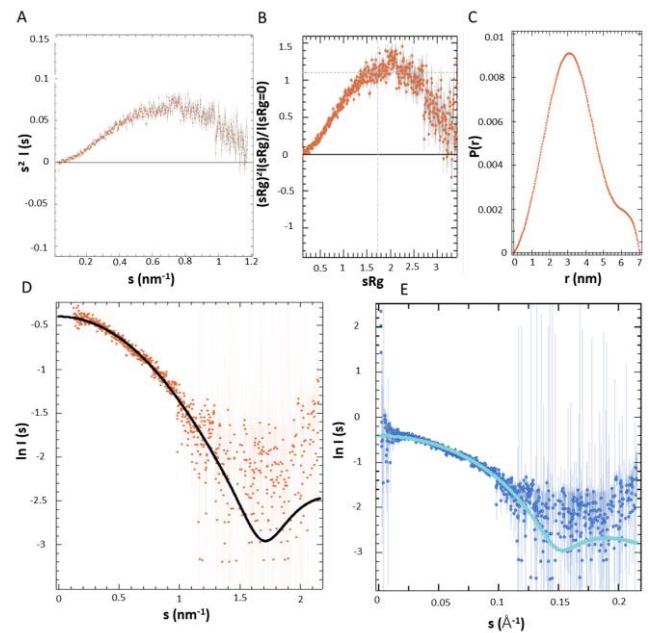 A
s² I (s)
0.15
0.1
0.05
0
0.05
0.1
0.2 0.4 0.6 0.8 1 1.2
s (nm⁻¹)
B
(sRg)²I(sRg)/I(sRg=0)
1.5
1
0.5
0
-0.5
-1
0.5 1 1.5 2 2.5 3
sRg
C
P(r)
0.01
0.008
0.006
0.004
0.002
0
0 1 2 3 4 5 6 7
r (nm)
D
ln I (s)
-0.5
-1
-1.5
-2
-2.5
-3
0 0.5 1 1.5 2
s (nm⁻¹)
E
ln I (s)
2
1
0
-1
-2
-3
0 0.05 0.1 0.15 0.2
s (Å⁻¹)